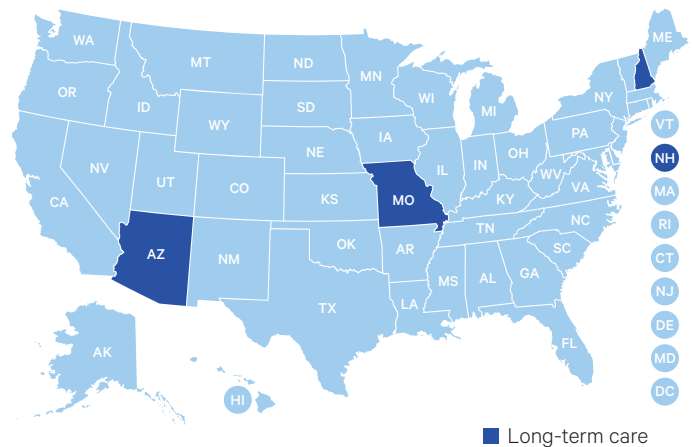 WA
MT
ND
MN
ME
OR
ID
SD
WI
MI
NY
WY
VT
IA
PA
NE
OH
NH
NV
UT
CO
IL
IN
WV
VA
MA
CA
KS
MO
KY
RI
NC
TN
AZ
NM
OK
AR
SC
CT
MS
AL
GA
NJ
TX
LA
DE
AK
FL
MD
HI
DC
Long-term care